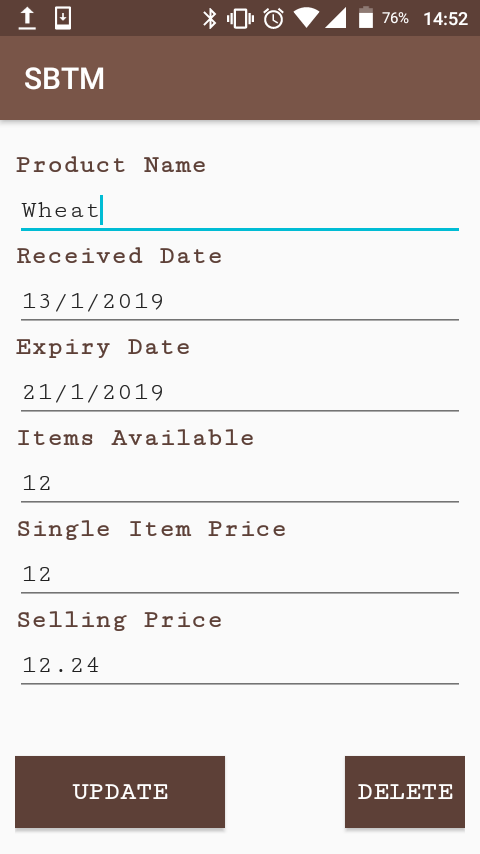 76% 14:52
SBTM
Product Name
Wheat
Received Date
13/1/2019
Expiry Date
21/1/2019
Items Available
12
Single Item Price
12
Selling Price
12.24
UPDATE DELETE